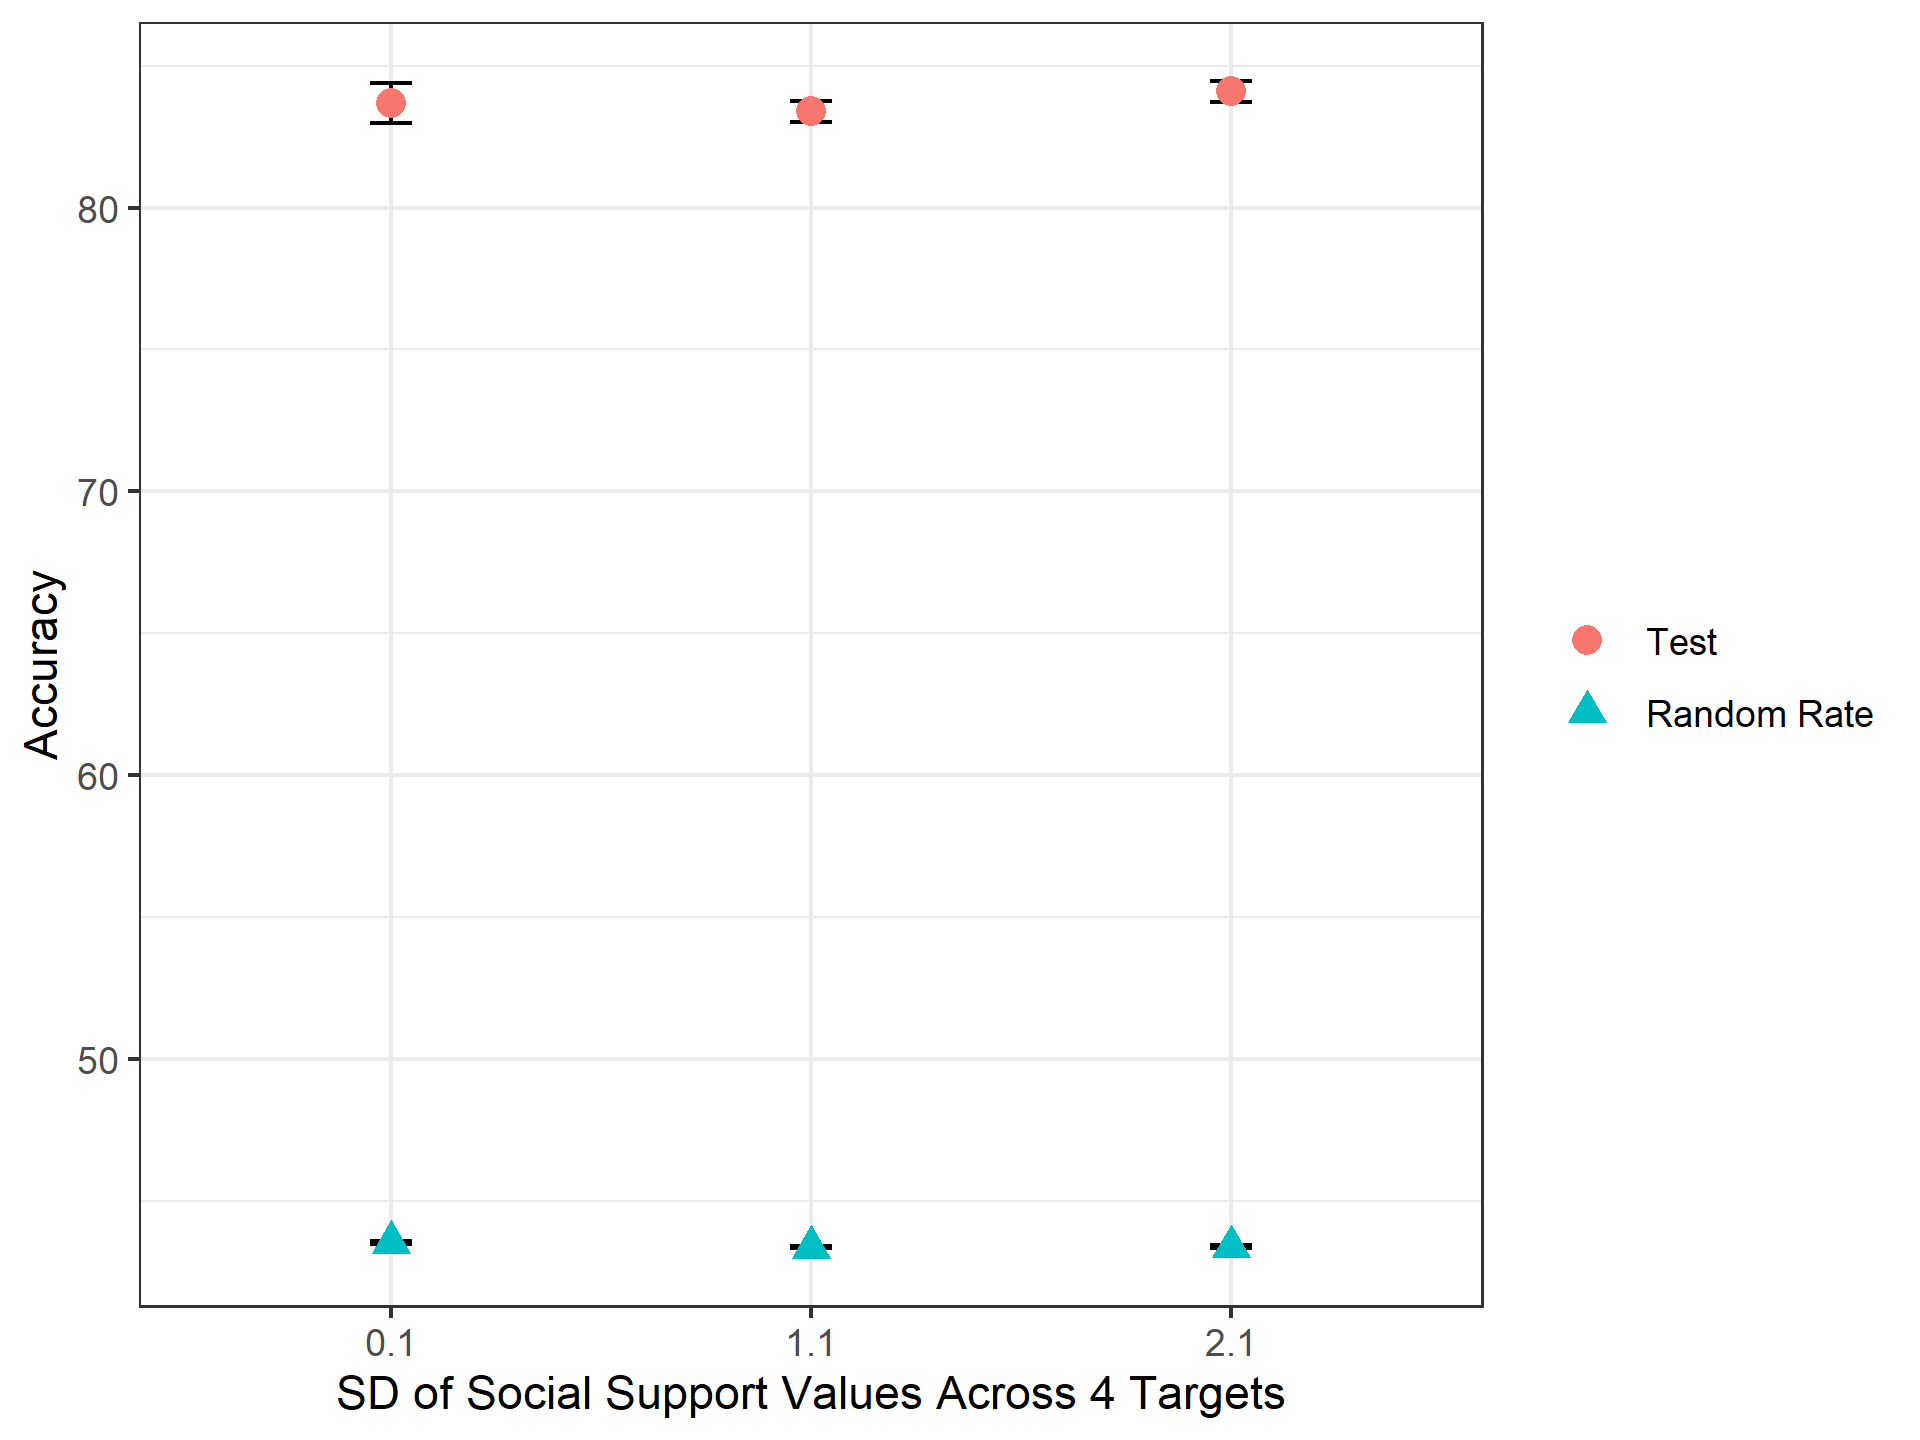 80
70
60
50
Accuracy
0.1
1.1
2.1
SD of Social Support Values Across 4 Targets
Test
Random Rate